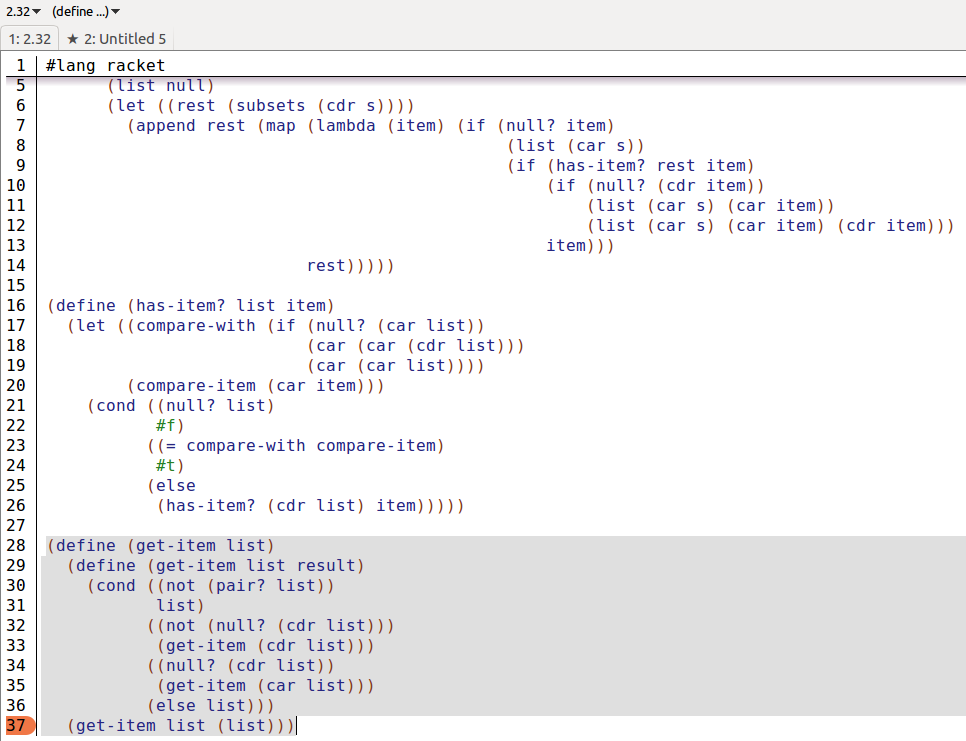 2.32 (define ...)
1: 2.32 ★ 2: Untitled 5
1 #lang racket
5       (list null)
6       (let ((rest (subsets (cdr s))))
7         (append rest (map (lambda (item) (if (null? item)
8                                               (list (car s))
9                                               (if (has-item? rest item)
10                                                  (if (null? (cdr item))
11                                                      (list (car s) (car item))
12                                                      (list (car s) (car item) (cdr item)))
13                                                  item)))
14                          rest)))))
15
16 (define (has-item? list item)
17   (let ((compare-with (if (null? (car list))
18                           (car (car (cdr list)))
19                           (car (car list))))
20         (compare-item (car item)))
21     (cond ((null? list)
22            #f)
23           ((= compare-with compare-item)
24            #t)
25           (else
26            (has-item? (cdr list) item)))))
27
28 (define (get-item list)
29   (define (get-item list result)
30     (cond ((not (pair? list))
31            list)
32           ((not (null? (cdr list)))
33            (get-item (cdr list)))
34           ((null? (cdr list))
35            (get-item (car list)))
36           (else list)))
37   (get-item list (list)))